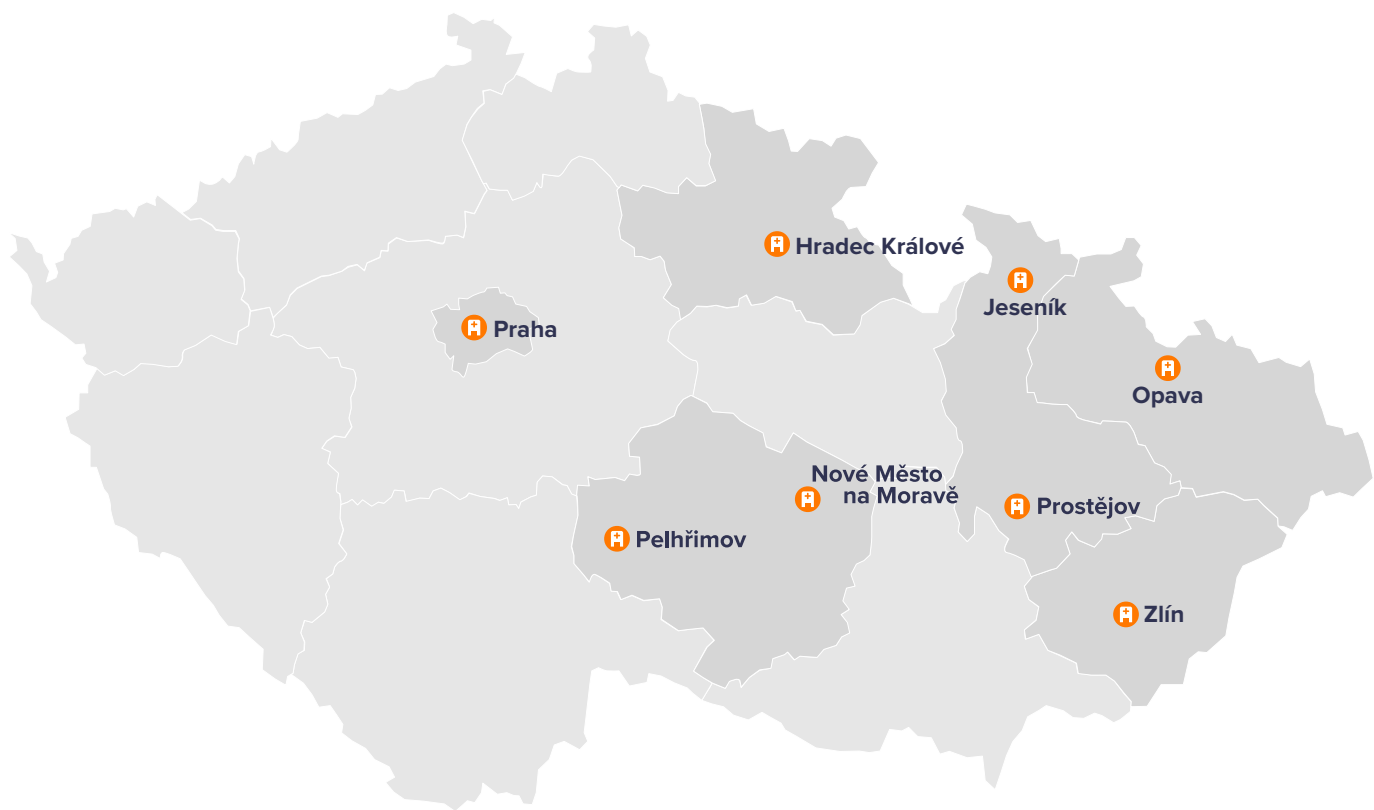 Hradec Králové
Jeseník
Praha
Opava
Nové Město
na Moravě
Prostějov
Pelhřimov
Zlín